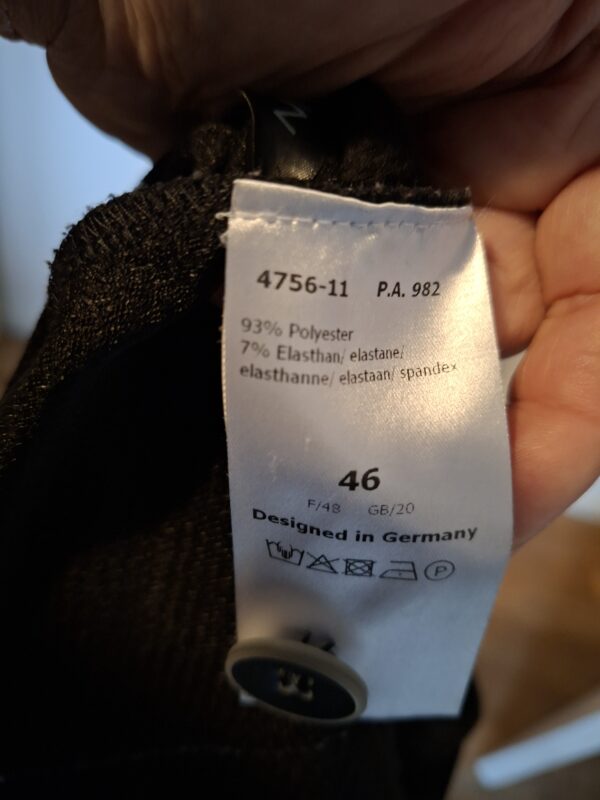 4756-11 P.A. 982
93% Polyester
7% Elasthan/ elastane/
elasthanne/ elastaan/ spandex
46
F/48 GB/20
Designed in Germany
P